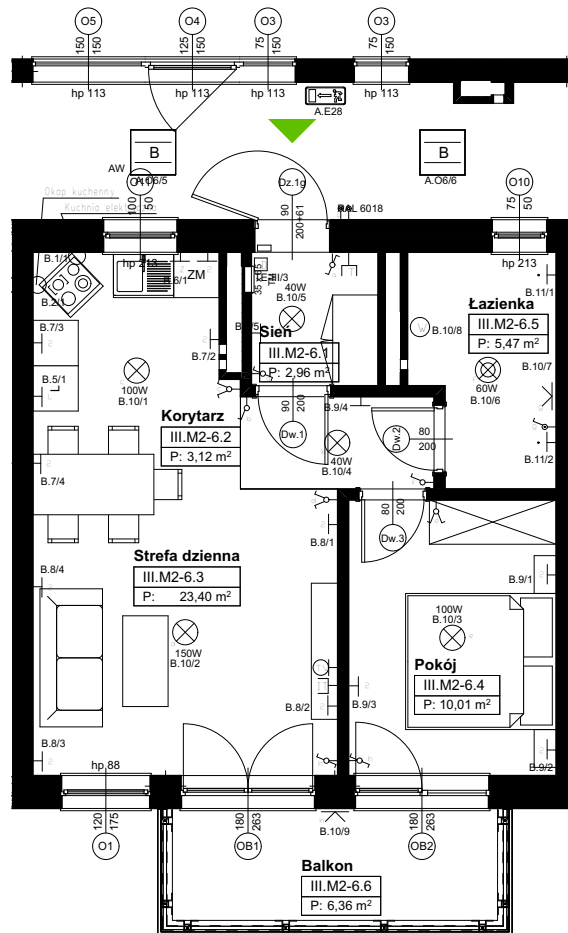 O5 O4 O3 O3
150 150 125 150 75 150 75 150
hp 113 hp 113 hp 113 hp 113
A.E28
B B
A.O6/6
AW
Okap kuchenny
Dz.1g
O10
100 50
90 200+61
RAL 6018
75 50
hp 213
B.1/1
B.2/1
B.6/1
ZM
40W
B.10/5
B.11/1
Łazienka
III.M2-6.5
P: 5,47 m²
B.7/3
B.7/2
Sień
III.M2-6.1
P: 2,96 m²
W B.10/8
B.10/7
60W
B.10/6
B.5/1
L
100W
B.10/1
90 200
B.9/4
Korytarz
III.M2-6.2
P: 3,12 m²
Dw.1
40W
B.10/4
Dw.2
80 200
B.11/2
B.7/4
80 200
Dw.3
B.8/1
Strefa dzienna
III.M2-6.3
P: 23,40 m²
B.8/4
B.9/1
150W
B.10/2
100W
B.10/3
Pokój
III.M2-6.4
P: 10,01 m²
B.8/2
B.9/3
B.8/3
B.9/2
hp 88
120 175
O1
180 263
OB1
B.10/9
180 263
OB2
Balkon
III.M2-6.6
P: 6,36 m²